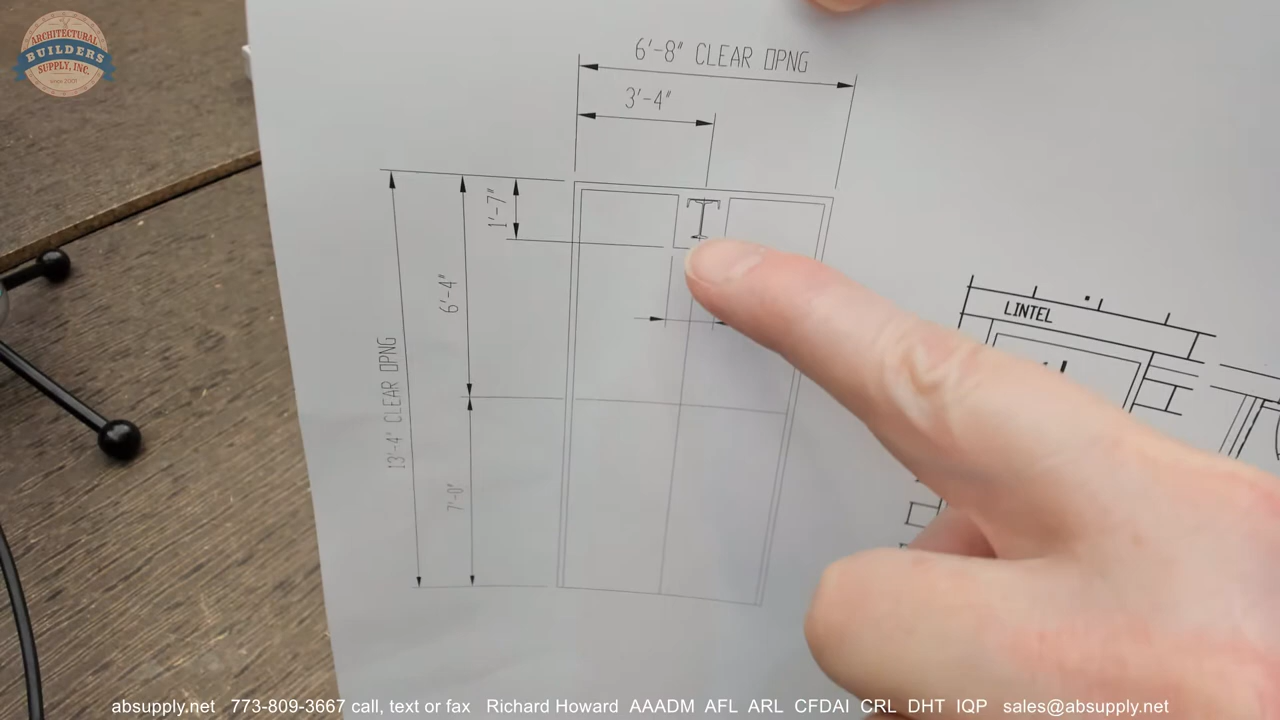 ARCHITECTURAL
BUILDERS
SUPPLY, INC.
since 2001
6'-8" CLEAR OPNG
3'-4"
1'-7"
6'-4"
13'-4" CLEAR OPNG
7'-0"
LINTEL
absupply.net 773-809-3667 call, text or fax Richard Howard AAADM AFL ARL CFDAI CRL DHT IQP sales@absupply.net